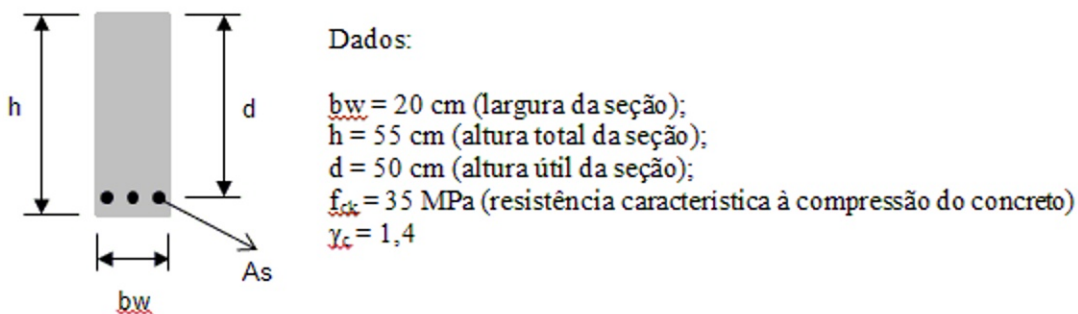 h
d
As
bw
Dados:
bw = 20 cm (largura da seção);
h = 55 cm (altura total da seção);
d = 50 cm (altura útil da seção);
fck = 35 MPa (resistência caracteristica à compressão do concreto)
γc = 1,4